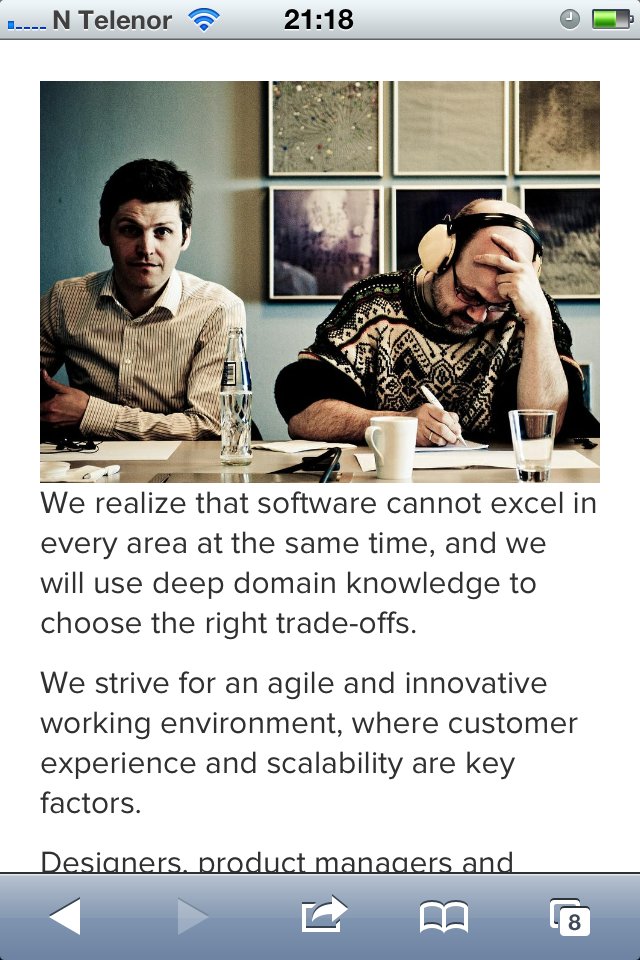 N Telenor 21:18
We realize that software cannot excel in
every area at the same time, and we
will use deep domain knowledge to
choose the right trade-offs.
We strive for an agile and innovative
working environment, where customer
experience and scalability are key
factors.
Designers, product managers and
8